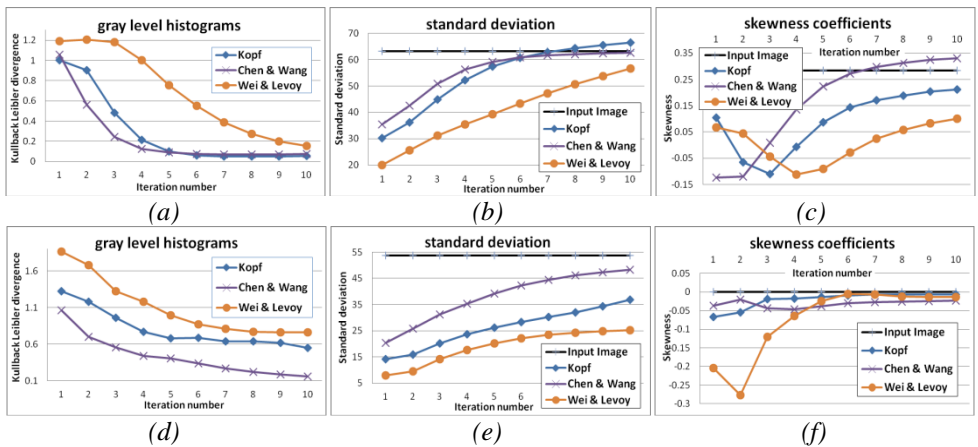 gray level histograms
Kullback Leibler divergence
1.2
1
0.8
0.6
0.4
0.2
0
1 2 3 4 5 6 7 8 9 10
Iteration number
Kopf
Chen & Wang
Wei & Levoy
(a)
standard deviation
Standard deviation
70
60
50
40
30
20
1 2 3 4 5 6 7 8 9 10
Iteration number
Input Image
Kopf
Chen & Wang
Wei & Levoy
(b)
skewness coefficients
Iteration number
1 2 3 4 5 6 7 8 9 10
Skewness
0.35
0.25
0.15
0.05
-0.05
-0.15
Input Image
Kopf
Chen & Wang
Wei & Levoy
(c)
gray level histograms
Kullback Leibler divergence
1.6
1.1
0.6
0.1
1 2 3 4 5 6 7 8 9 10
Iteration number
Kopf
Chen & Wang
Wei & Levoy
(d)
standard deviation
Standard deviation
55
45
35
25
15
5
1 2 3 4 5 6
Iteration number
Input Image
Kopf
Chen & Wang
Wei & Levoy
(e)
skewness coefficients
Iteration number
1 2 3 4 5 6 7 8 9 10
Skewness
0.05
0
-0.05
-0.1
-0.15
-0.2
-0.25
-0.3
Input Image
Kopf
Chen & Wang
Wei & Levoy
(f)